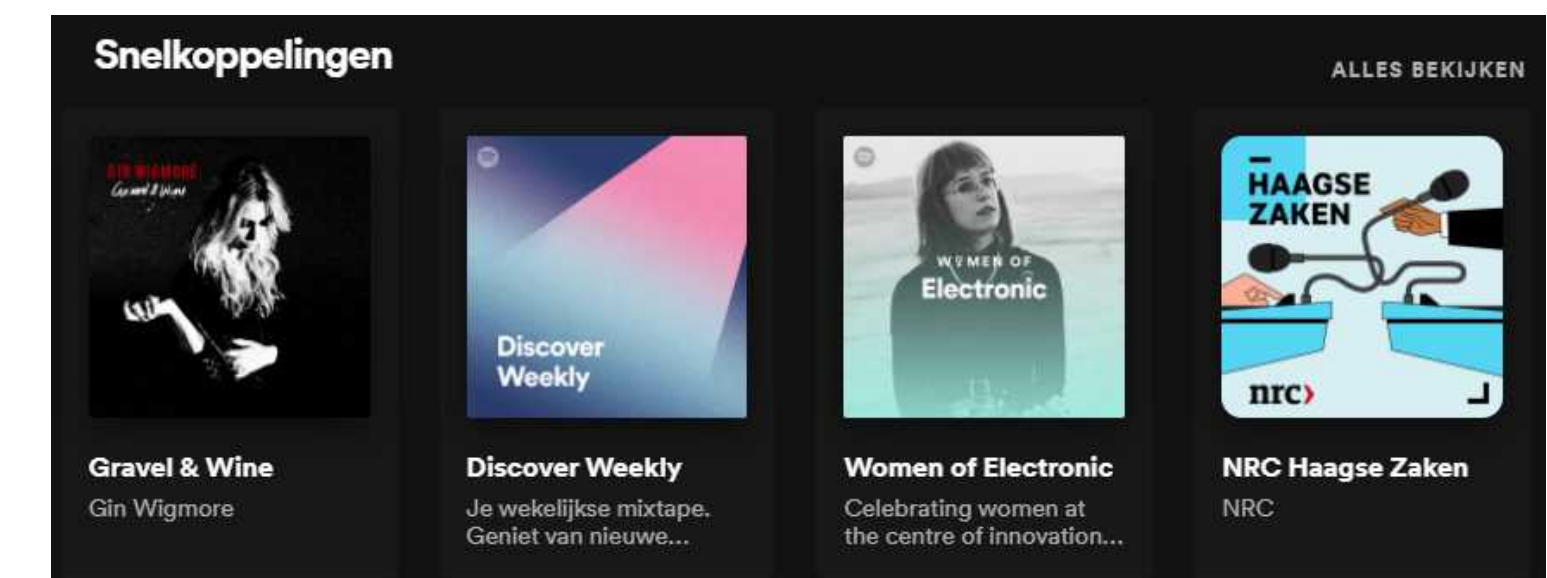 Snelkoppelingen
ALLES BEKIJKEN
GIN WIGMORE
Gravel & Wine
Discover
Weekly
WOMEN OF
Electronic
HAAGSE
ZAKEN
nrc›
Gravel & Wine
Gin Wigmore
Discover Weekly
Je wekelijkse mixtape.
Geniet van nieuwe...
Women of Electronic
Celebrating women at
the centre of innovation...
NRC Haagse Zaken
NRC